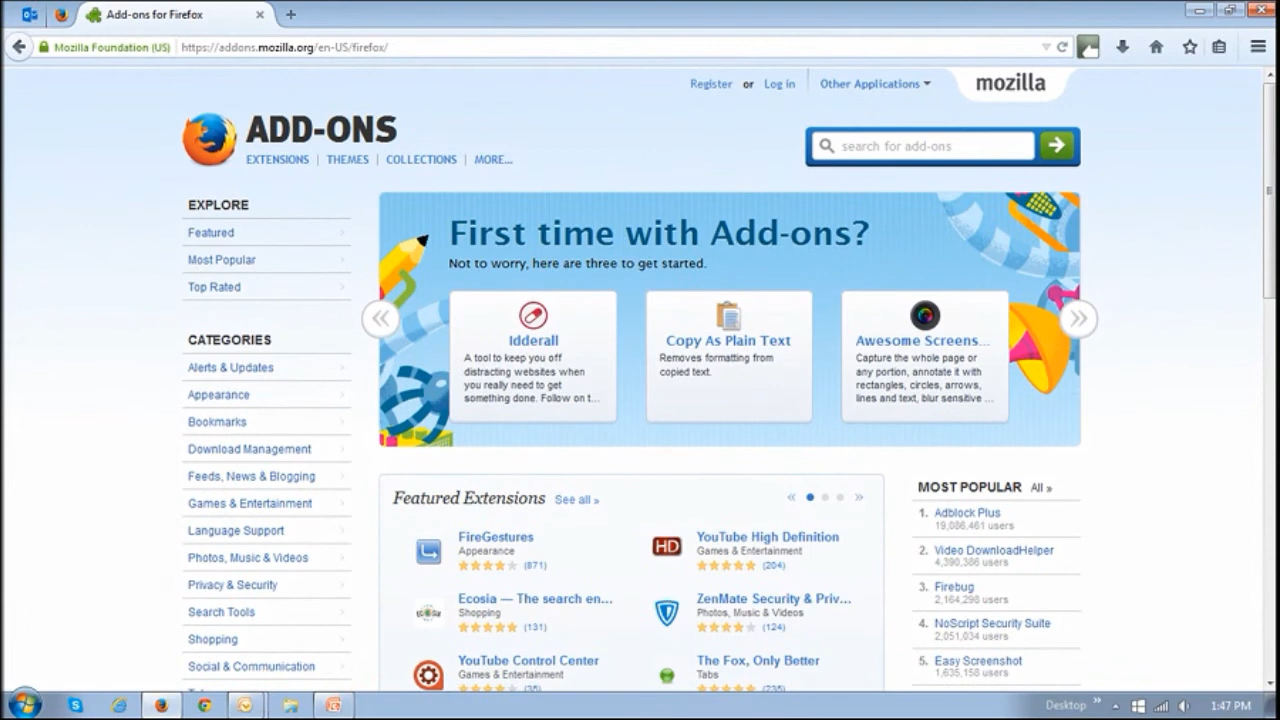 Add-ons for Firefox
Mozilla Foundation (US)
https://addons.mozilla.org/en-US/firefox/
Register or Log in
Other Applications
mozilla
ADD-ONS
EXTENSIONS | THEMES | COLLECTIONS | MORE...
search for add-ons
EXPLORE
Featured
Most Popular
Top Rated
CATEGORIES
Alerts & Updates
Appearance
Bookmarks
Download Management
Feeds, News & Blogging
Games & Entertainment
Language Support
Photos, Music & Videos
Privacy & Security
Search Tools
Shopping
Social & Communication
First time with Add-ons?
Not to worry, here are three to get started.
Idderall
A tool to keep you off
distracting websites when
you really need to get
something done. Follow on t...
Copy As Plain Text
Removes formatting from
copied text.
Awesome Screens...
Capture the whole page or
any portion, annotate it with
rectangles, circles, arrows,
lines and text, blur sensitive ...
Featured Extensions See all »
FireGestures
Appearance
(871)
YouTube High Definition
Games & Entertainment
(204)
Ecosia — The search en...
Shopping
(131)
ZenMate Security & Priv...
Photos, Music & Videos
(124)
YouTube Control Center
Games & Entertainment
(35)
The Fox, Only Better
Tabs
(235)
MOST POPULAR All »
1. Adblock Plus
19,086,461 users
2. Video DownloadHelper
4,390,386 users
3. Firebug
2,164,298 users
4. NoScript Security Suite
2,051,034 users
5. Easy Screenshot
1,635,158 users
Desktop
1:47 PM